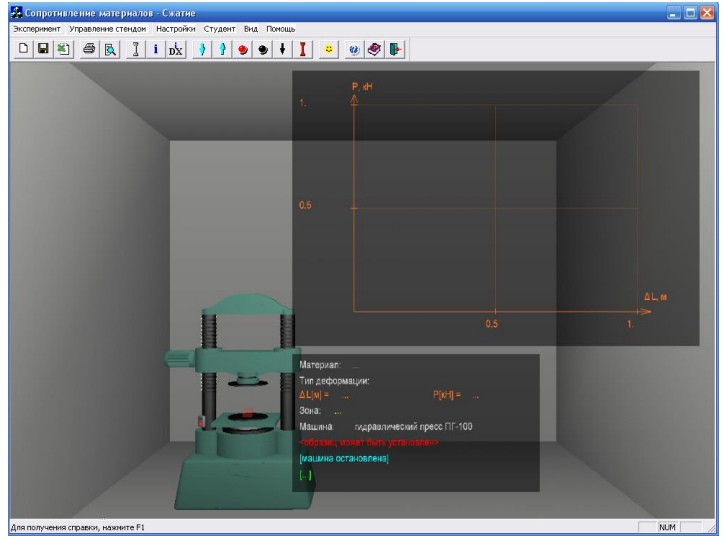 Сопротивление материалов - Сжатие
Эксперимент Управление стендом Настройки Студент Вид Помощь
i DX
P, кН
1.
0.5
Δ L, м
0.5 1.
Материал: ...
Тип деформации:
Δ L[м] = ... P[кН] = ...
Зона: ...
Машина: гидравлический пресс ПГ-100
<образец может быть установлен>
[машина остановлена]
[...]
Для получения справки, нажмите F1 NUM